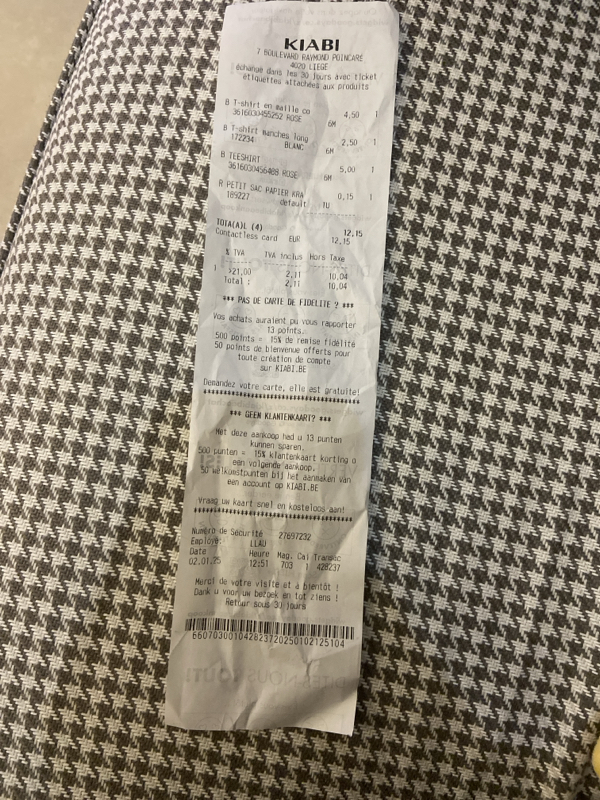 KIABI
7 BOULEVARD RAYMOND POINCARE
4020 LIEGE
échange dans les 30 jours avec ticket
étiquettes attachées aux produits
B T-shirt en maille co 4,50 1
3616030455252 ROSE 6M
B T-shirt manches long 2,50 1
172234 BLANC 6M
B TEESHIRT 5,00 1
3616030456488 ROSE 6M
R PETIT SAC PAPIER KRA 0,15 1
189227 default TU
TOTA(A)L (4) 12,15
Contactless card EUR 12,15
% TVA TVA inclus Hors Taxe
1 %21,00 2,11 10,04
Total : 2,11 10,04
*** PAS DE CARTE DE FIDELITE ? ***
Vos achats auraient pu vous rapporter
13 points.
500 points = 15% de remise fidélité
50 points de bienvenue offerts pour
toute création de compte
sur KIABI.BE
Demandez votre carte, elle est gratuite!
****************************************
*** GEEN KLANTENKAART? ***
Met deze aankoop had u 13 punten
kunnen sparen.
500 punten = 15% klantenkaart korting o
een volgende aankoop.
50 welkomstpunten bij het aanmaken van
een account op KIABI.BE
Vraag uw kaart snel en kosteloos aan!
****************************************
Numéro de Sécurité 27697232
Employé: LLAU
Date Heure Mag. Cai Transac
02.01.25 12:51 703 1 428237
Merci de votre visite et à bientôt !
Dank u voor uw bezoek en tot ziens !
Retour sous 30 jours
66070300104282372025010212 5104